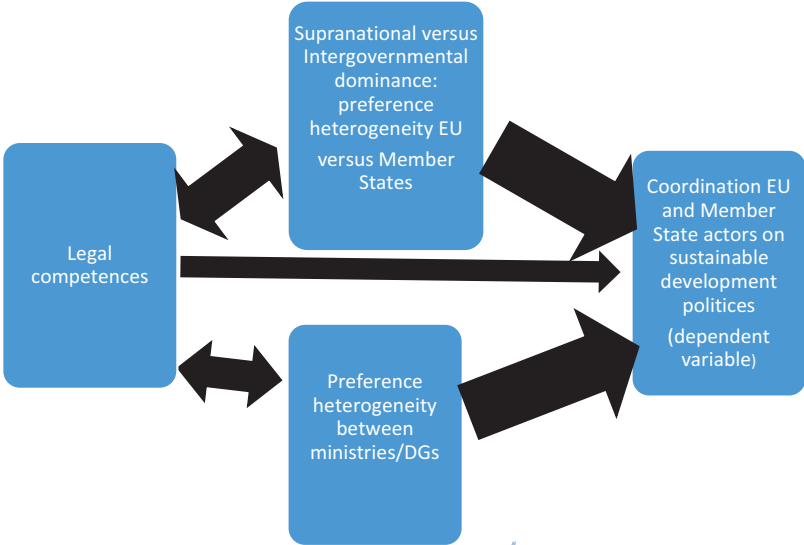 Supranational versus
Intergovernmental
dominance:
preference
heterogeneity EU
versus Member
States
Legal
competences
Coordination EU
and Member
State actors on
sustainable
development
politices
(dependent
variable)
Preference
heterogeneity
between
ministries/DGs